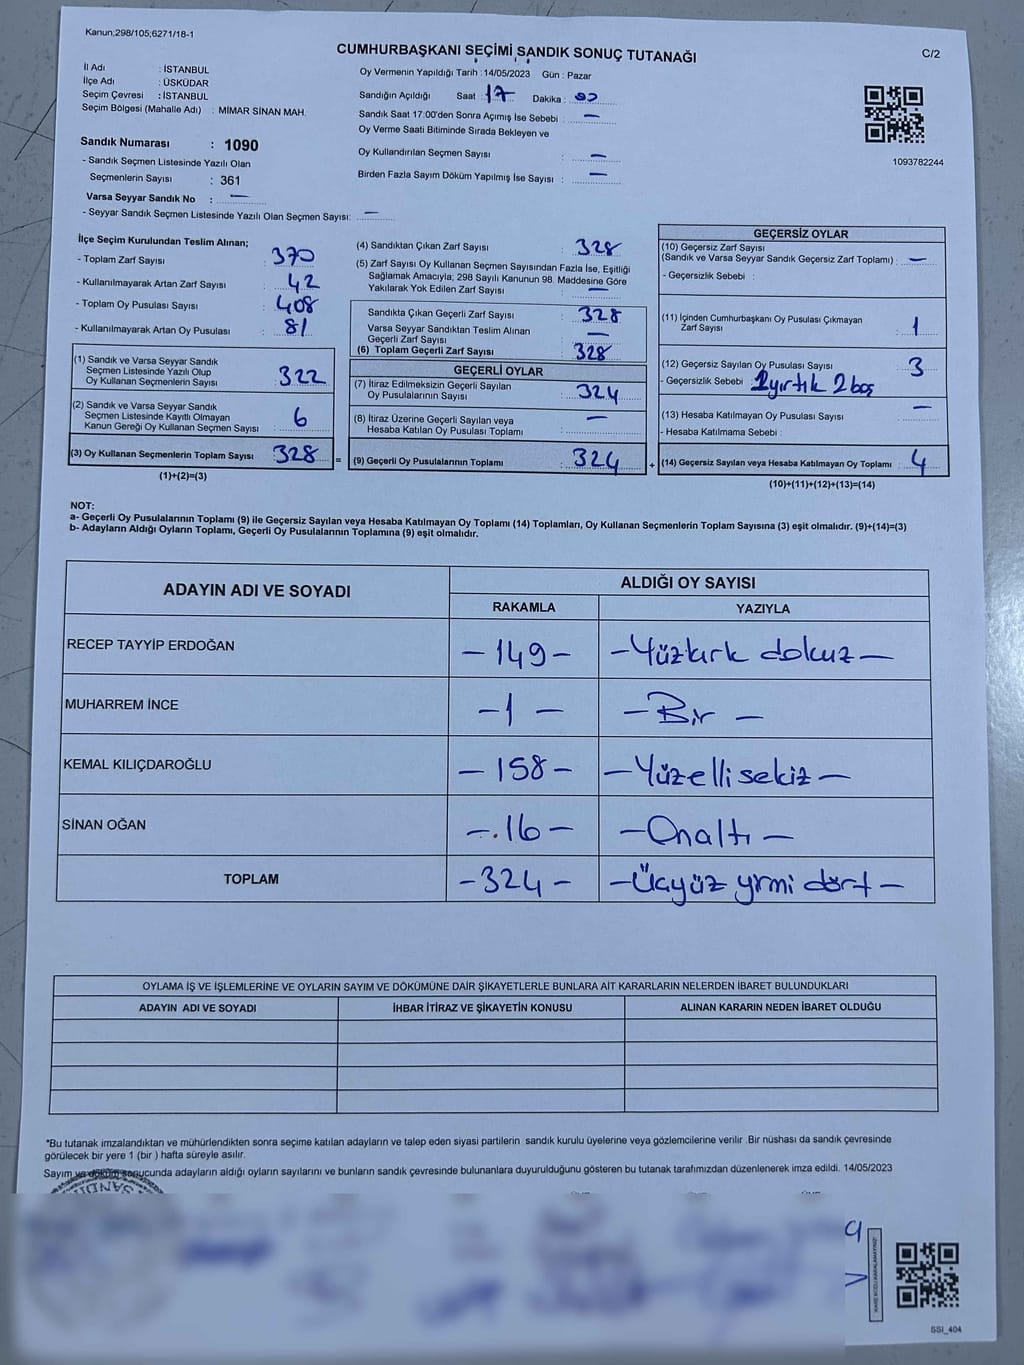 Kanun;298/105;6271/18-1
CUMHURBAŞKANI SEÇİMİ SANDIK SONUÇ TUTANAĞI
C/2
İl Adı : İSTANBUL
İlçe Adı : ÜSKÜDAR
Seçim Çevresi : İSTANBUL
Seçim Bölgesi (Mahalle Adı) : MİMAR SİNAN MAH.
Sandık Numarası : 1090
- Sandık Seçmen Listesinde Yazılı Olan
Seçmenlerin Sayısı : 361
Varsa Seyyar Sandık No : —
- Seyyar Sandık Seçmen Listesinde Yazılı Olan Seçmen Sayısı: —
Oy Vermenin Yapıldığı Tarih : 14/05/2023 Gün : Pazar
Sandığın Açıldığı Saat 17 Dakika :
Sandık Saat 17:00'den Sonra Açımış İse Sebebi : —
Oy Verme Saati Bitiminde Sırada Bekleyen ve
Oy Kullandırılan Seçmen Sayısı : —
Birden Fazla Sayım Döküm Yapılmış İse Sayısı : —
1093782244
İlçe Seçim Kurulundan Teslim Alınan;
- Toplam Zarf Sayısı : 370
- Kullanılmayarak Artan Zarf Sayısı : 42
- Toplam Oy Pusulası Sayısı : 408
- Kullanılmayarak Artan Oy Pusulası : 81
(1) Sandık ve Varsa Seyyar Sandık
Seçmen Listesinde Yazılı Olup
Oy Kullanan Seçmenlerin Sayısı : 322
(2) Sandık ve Varsa Seyyar Sandık
Seçmen Listesinde Kayıtlı Olmayan
Kanun Gereği Oy Kullanan Seçmen Sayısı : 6
(3) Oy Kullanan Seçmenlerin Toplam Sayısı : 328 =
(1)+(2)=(3)
(4) Sandıktan Çıkan Zarf Sayısı : 328
(5) Zarf Sayısı Oy Kullanan Seçmen Sayısından Fazla İse, Eşitliği
Sağlamak Amacıyla; 298 Sayılı Kanunun 98. Maddesine Göre
Yakılarak Yok Edilen Zarf Sayısı : —
Sandıkta Çıkan Geçerli Zarf Sayısı : 328
Varsa Seyyar Sandıktan Teslim Alınan
Geçerli Zarf Sayısı : —
(6) Toplam Geçerli Zarf Sayısı : 328
GEÇERLİ OYLAR
(7) İtiraz Edilmeksizin Geçerli Sayılan
Oy Pusulalarının Sayısı : 324
(8) İtiraz Üzerine Geçerli Sayılan veya
Hesaba Katılan Oy Pusulası Toplamı : —
(9) Geçerli Oy Pusulalarının Toplamı : 324 +
GEÇERSİZ OYLAR
(10) Geçersiz Zarf Sayısı
(Sandık ve Varsa Seyyar Sandık Geçersiz Zarf Toplamı) : —
- Geçersizlik Sebebi :
(11) İçinden Cumhurbaşkanı Oy Pusulası Çıkmayan
Zarf Sayısı : 1
(12) Geçersiz Sayılan Oy Pusulası Sayısı : 3
- Geçersizlik Sebebi : 1 yırtık 2 boş
(13) Hesaba Katılmayan Oy Pusulası Sayısı : —
- Hesaba Katılmama Sebebi :
(14) Geçersiz Sayılan veya Hesaba Katılmayan Oy Toplamı : 4
(10)+(11)+(12)+(13)=(14)
NOT:
a- Geçerli Oy Pusulalarının Toplamı (9) ile Geçersiz Sayılan veya Hesaba Katılmayan Oy Toplamı (14) Toplamları, Oy Kullanan Seçmenlerin Toplam Sayısına (3) eşit olmalıdır. (9)+(14)=(3)
b- Adayların Aldığı Oyların Toplamı, Geçerli Oy Pusulalarının Toplamına (9) eşit olmalıdır.
ADAYIN ADI VE SOYADI
ALDIĞI OY SAYISI
RAKAMLA YAZIYLA
RECEP TAYYİP ERDOĞAN – 149 – – Yüzkırk dokuz –
MUHARREM İNCE – 1 – – Bir –
KEMAL KILIÇDAROĞLU – 158 – – Yüzelli sekiz –
SİNAN OĞAN – 16 – – Onaltı –
TOPLAM – 324 – – Üçyüz yirmi dört –
OYLAMA İŞ VE İŞLEMLERİNE VE OYLARIN SAYIM VE DÖKÜMÜNE DAİR ŞİKAYETLERLE BUNLARA AİT KARARLARIN NELERDEN İBARET BULUNDUKLARI
ADAYIN ADI VE SOYADI İHBAR İTİRAZ VE ŞİKAYETİN KONUSU ALINAN KARARIN NEDEN İBARET OLDUĞU
*Bu tutanak imzalandıktan ve mühürlendikten sonra seçime katılan adayların ve talep eden siyasi partilerin sandık kurulu üyelerine veya gözlemcilerine verilir .Bir nüshası da sandık çevresinde
görülecek bir yere 1 (bir ) hafta süreyle asılır.
Sayım ve döküm sonucunda adayların aldığı oyların sayılarını ve bunların sandık çevresinde bulunanlara duyurulduğunu gösteren bu tutanak tarafımızdan düzenlenerek imza edildi. 14/05/2023
SSI_404